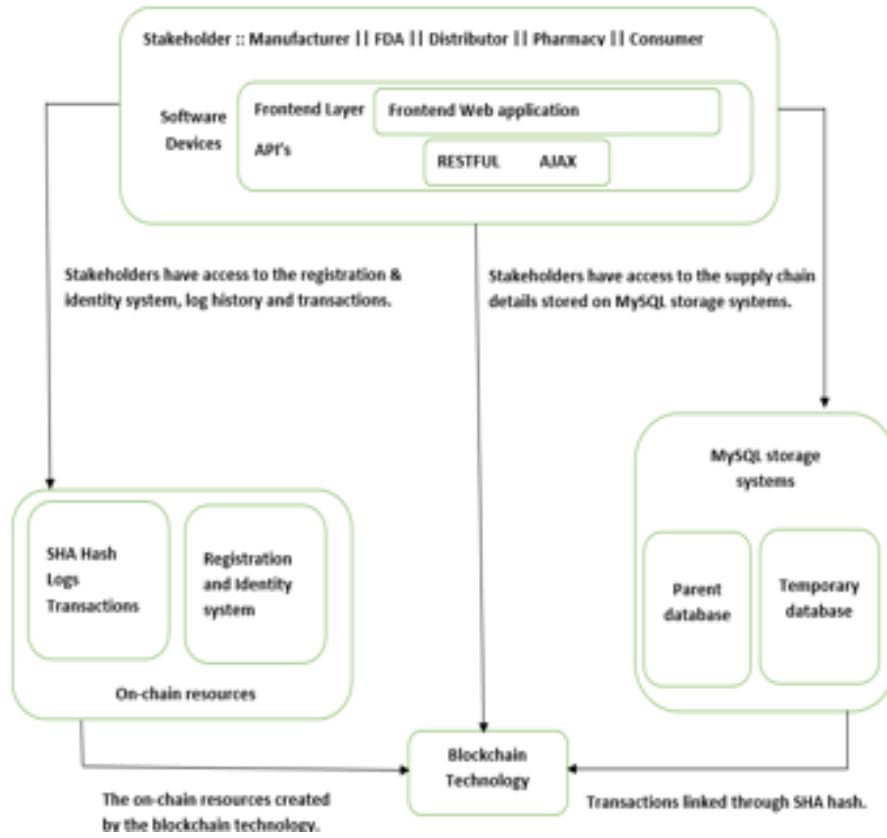 Stakeholder :: Manufacturer || FDA || Distributor || Pharmacy || Consumer
Software
Devices
Frontend Layer
Frontend Web application
API's
RESTFUL AJAX
Stakeholders have access to the registration &
identity system, log history and transactions.
Stakeholders have access to the supply chain
details stored on MySQL storage systems.
MySQL storage
systems
Parent
database
Temporary
database
SHA Hash
Logs
Transactions
Registration
and Identity
system
On-chain resources
Blockchain
Technology
The on-chain resources created
by the blockchain technology.
Transactions linked through SHA hash.